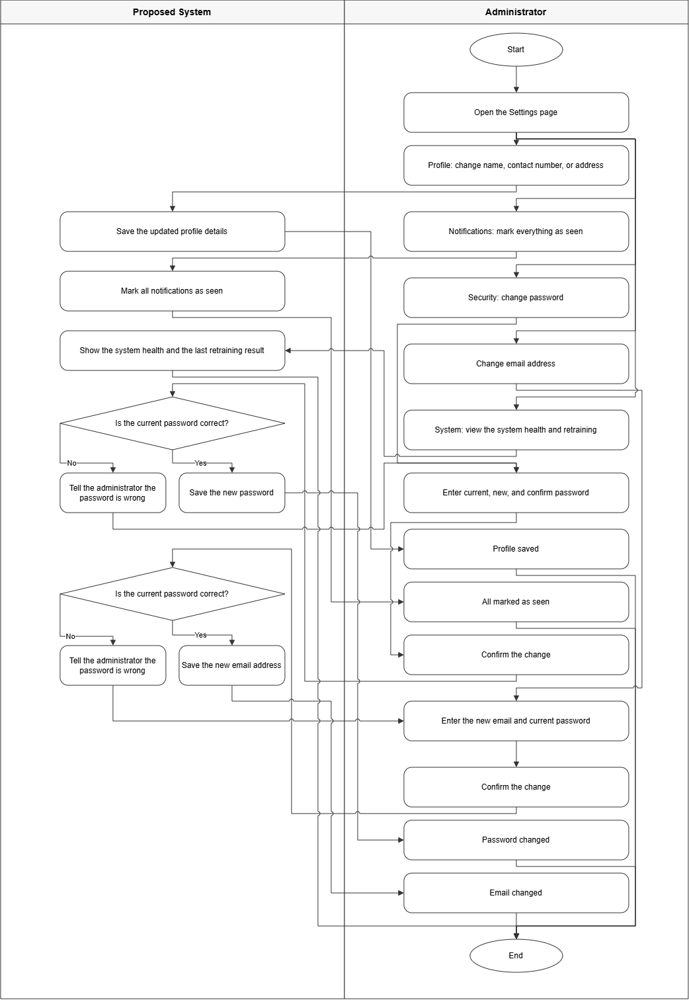 Proposed System
Administrator
Start
Open the Settings page
Profile: change name, contact number, or address
Save the updated profile details
Notifications: mark everything as seen
Mark all notifications as seen
Security: change password
Show the system health and the last retraining result
Change email address
Is the current password correct?
System: view the system health and retraining
No
Yes
Tell the administrator the
password is wrong
Save the new password
Enter current, new, and confirm password
Profile saved
Is the current password correct?
All marked as seen
No
Yes
Tell the administrator the
password is wrong
Save the new email address
Confirm the change
Enter the new email and current password
Confirm the change
Password changed
Email changed
End